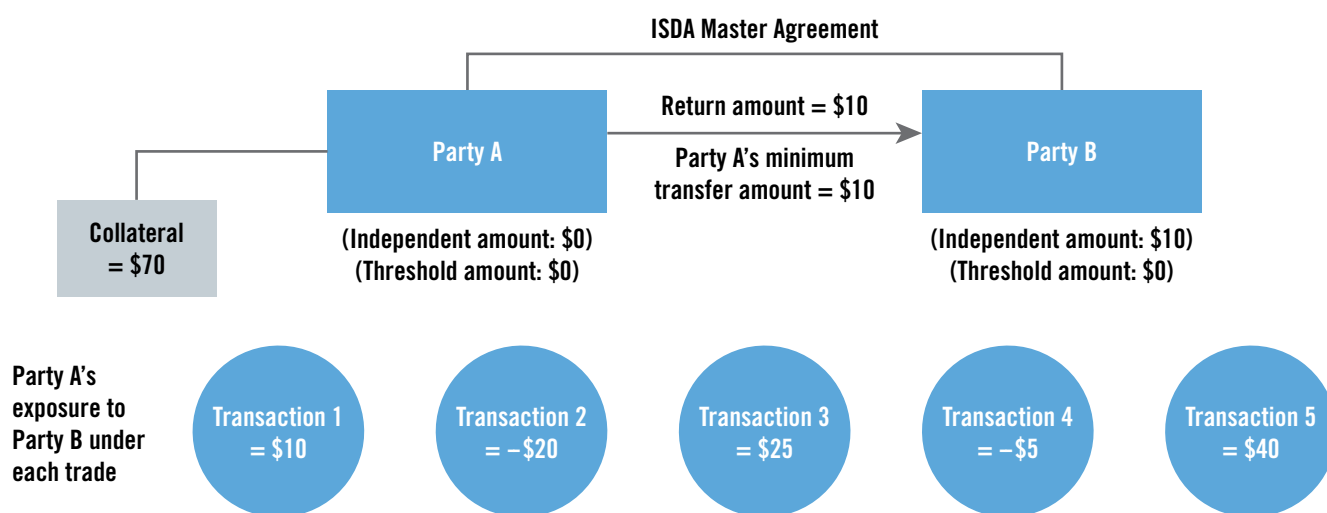 ISDA Master Agreement
Party A
Return amount = $10
Party A's minimum
transfer amount = $10
Party B
Collateral
= $70
(Independent amount: $0)
(Threshold amount: $0)
(Independent amount: $10)
(Threshold amount: $0)
Party A’s
exposure to
Party B under
each trade
Transaction 1
= $10
Transaction 2
= –$20
Transaction 3
= $25
Transaction 4
= –$5
Transaction 5
= $40